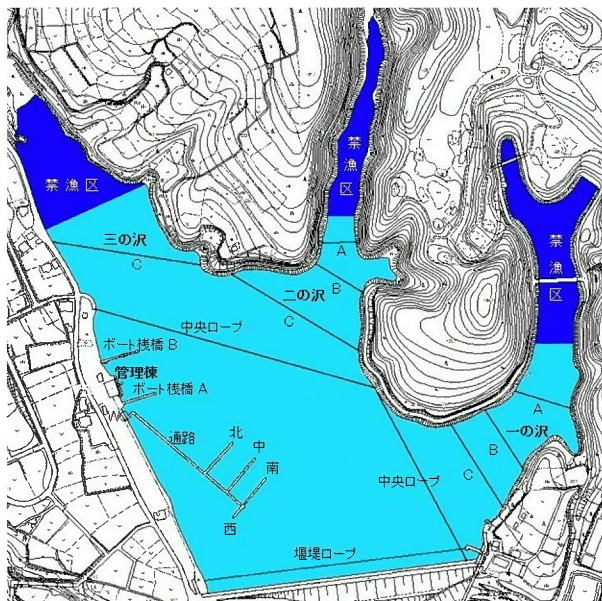 禁漁区
禁漁区
禁漁区
三の沢
C
A
B
二の沢
C
中央ロープ
ボート桟橋 B
管理棟
ボート桟橋 A
WC
通路
北
中
南
西
中央ロープ
A
一の沢
B
C
堰堤ロープ